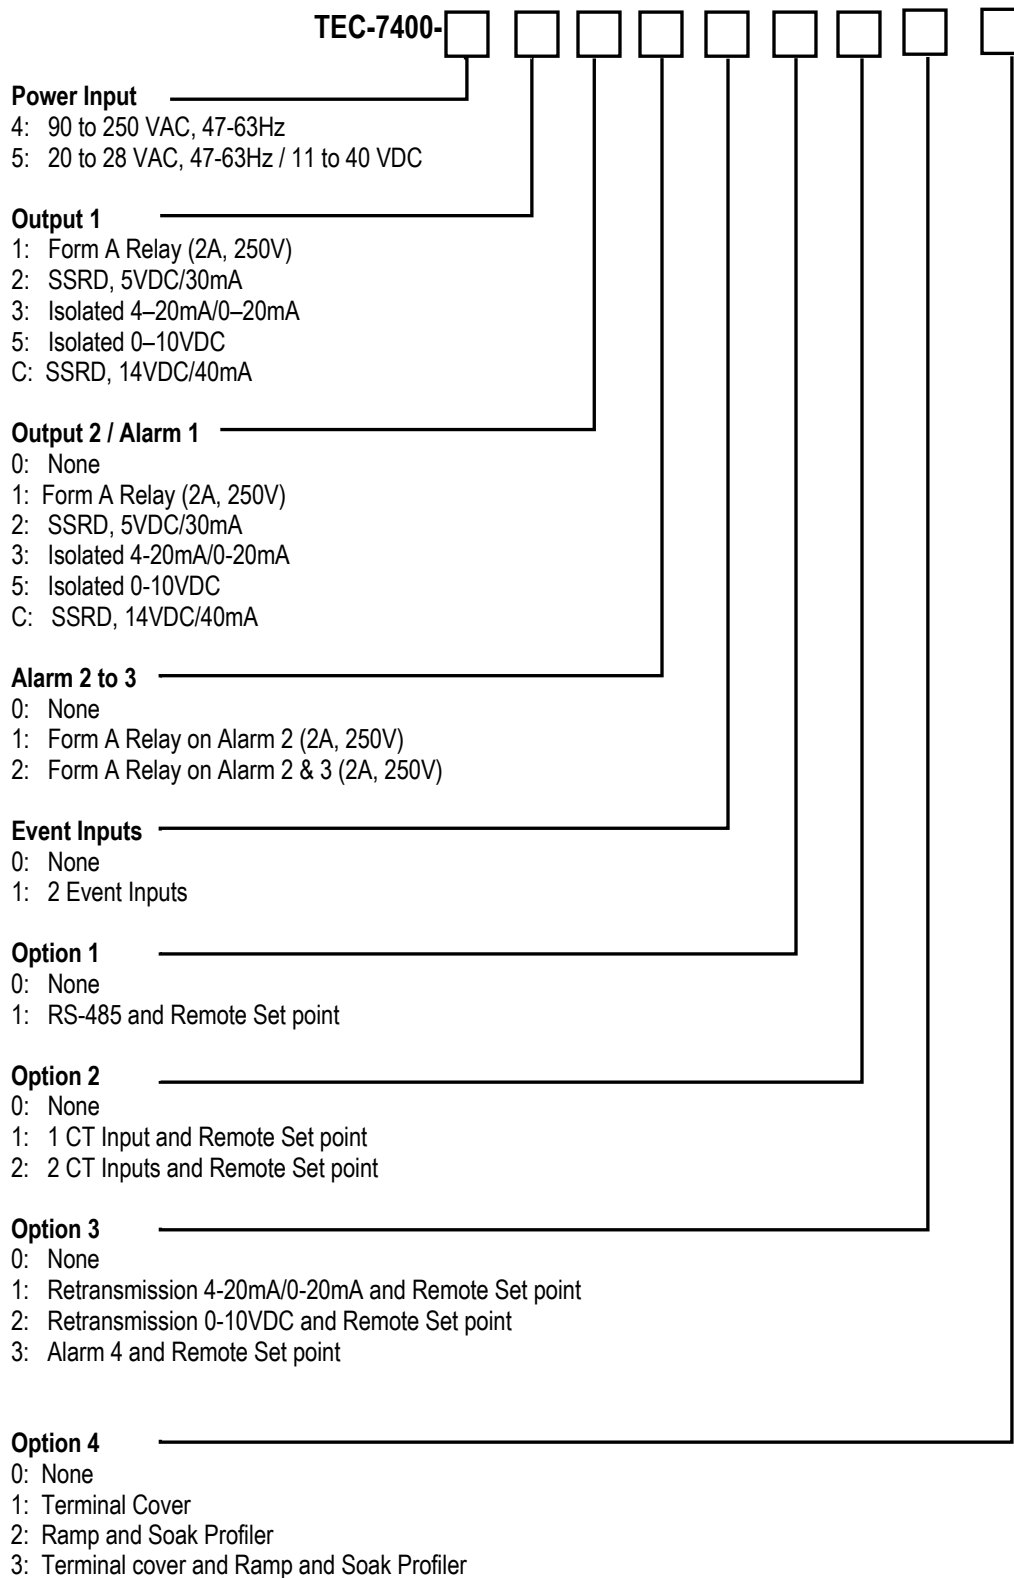 TEC-7400-
Power Input
4: 90 to 250 VAC, 47-63Hz
5: 20 to 28 VAC, 47-63Hz / 11 to 40 VDC
Output 1
1: Form A Relay (2A, 250V)
2: SSRD, 5VDC/30mA
3: Isolated 4–20mA/0–20mA
5: Isolated 0–10VDC
C: SSRD, 14VDC/40mA
Output 2 / Alarm 1
0: None
1: Form A Relay (2A, 250V)
2: SSRD, 5VDC/30mA
3: Isolated 4-20mA/0-20mA
5: Isolated 0-10VDC
C: SSRD, 14VDC/40mA
Alarm 2 to 3
0: None
1: Form A Relay on Alarm 2 (2A, 250V)
2: Form A Relay on Alarm 2 & 3 (2A, 250V)
Event Inputs
0: None
1: 2 Event Inputs
Option 1
0: None
1: RS-485 and Remote Set point
Option 2
0: None
1: 1 CT Input and Remote Set point
2: 2 CT Inputs and Remote Set point
Option 3
0: None
1: Retransmission 4-20mA/0-20mA and Remote Set point
2: Retransmission 0-10VDC and Remote Set point
3: Alarm 4 and Remote Set point
Option 4
0: None
1: Terminal Cover
2: Ramp and Soak Profiler
3: Terminal cover and Ramp and Soak Profiler